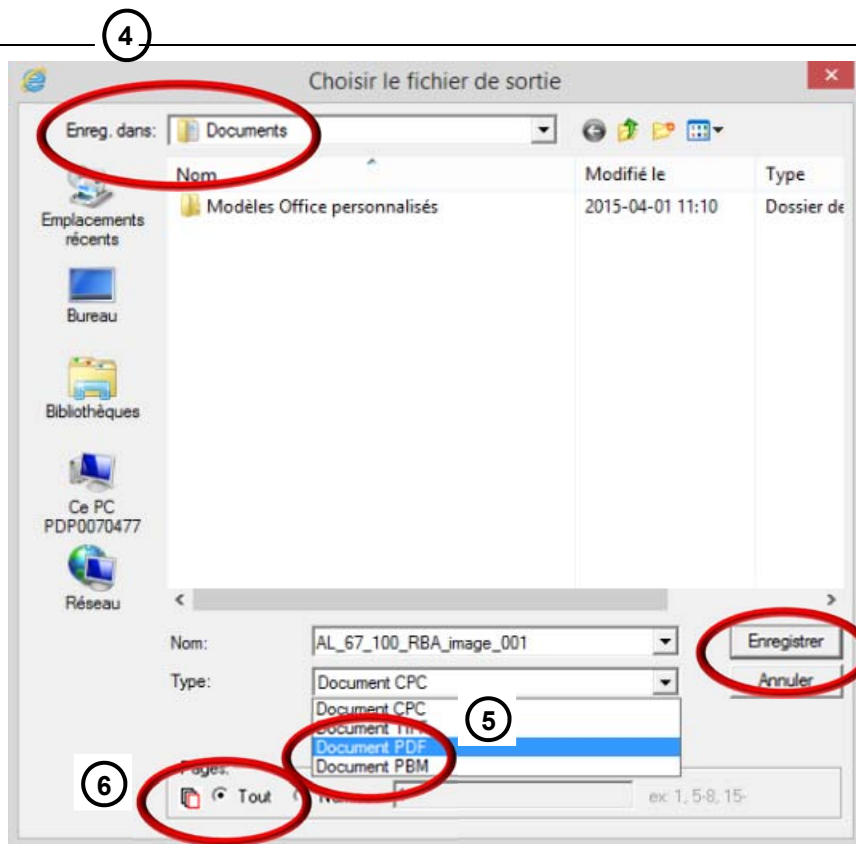 4
Choisir le fichier de sortie
Enreg. dans: Documents
Nom Modifié le Type
Modèles Office personnalisés 2015-04-01 11:10 Dossier de
Emplacements
récents
Bureau
Bibliothèques
Ce PC
PDP0070477
Réseau
Nom: AL_67_100_RBA_image_001 Enregistrer
Type: Document CPC Annuler
Document CPC
Document TIFF
5
Document PDF
Document PBM
Pages:
6
Tout ex: 1, 5-8, 15-